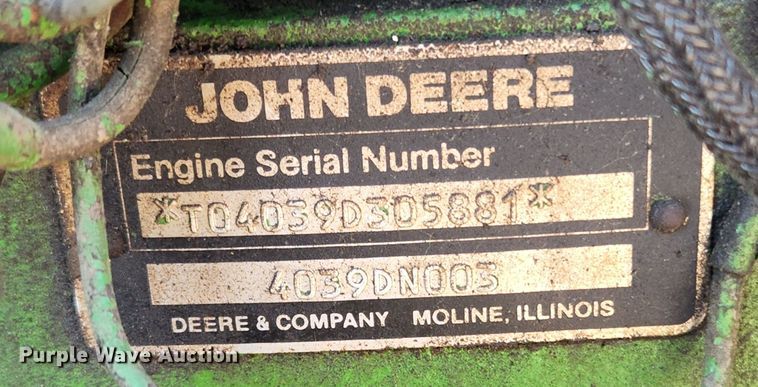 JOHN DEERE
Engine Serial Number
*T04039D305881*
4039DN003
DEERE & COMPANY MOLINE, ILLINOIS
Purple Wave Auction